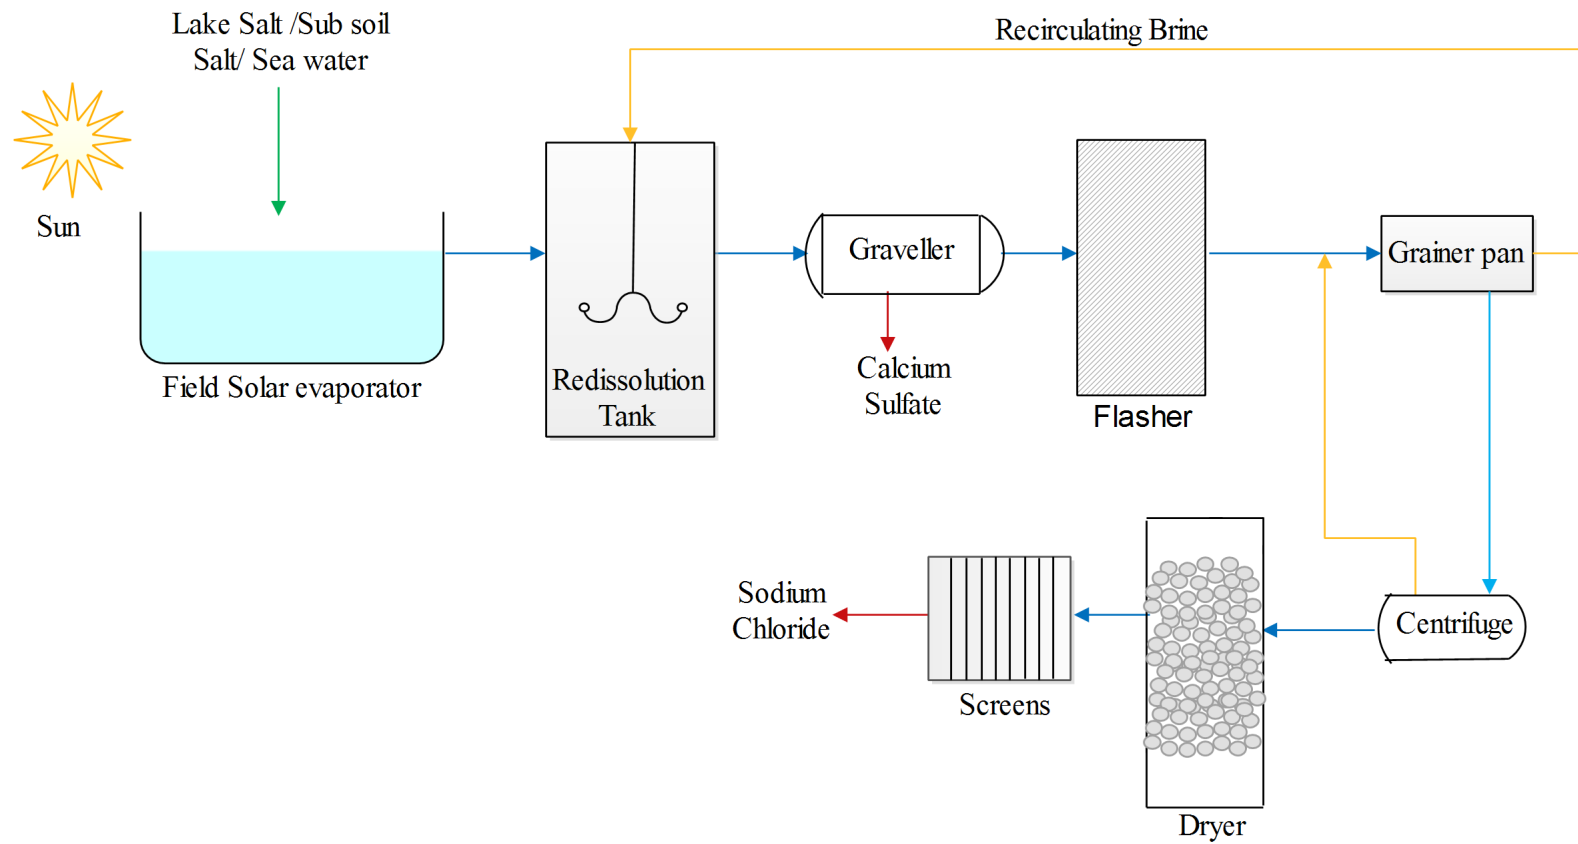 Lake Salt /Sub soil
Salt/ Sea water
Recirculating Brine
Sun
Graveller
Grainer pan
Field Solar evaporator
Redissolution
Tank
Calcium
Sulfate
Flasher
Sodium
Chloride
Centrifuge
Screens
Dryer